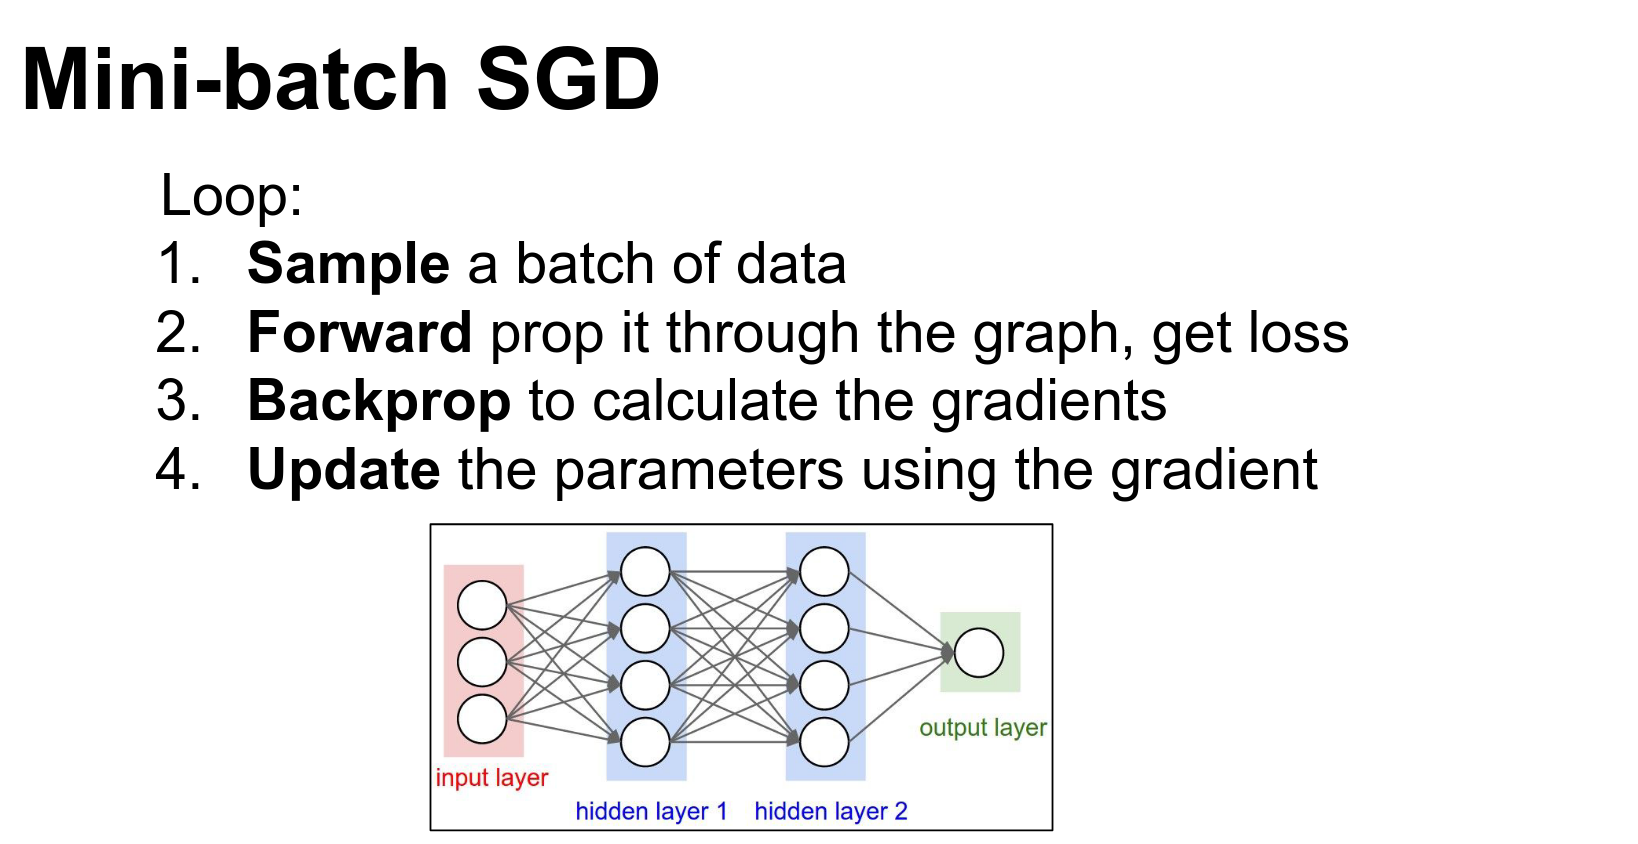 Mini-batch SGD
Loop:
1. Sample a batch of data
2. Forward prop it through the graph, get loss
3. Backprop to calculate the gradients
4. Update the parameters using the gradient
output layer
input layer
hidden layer 1 hidden layer 2